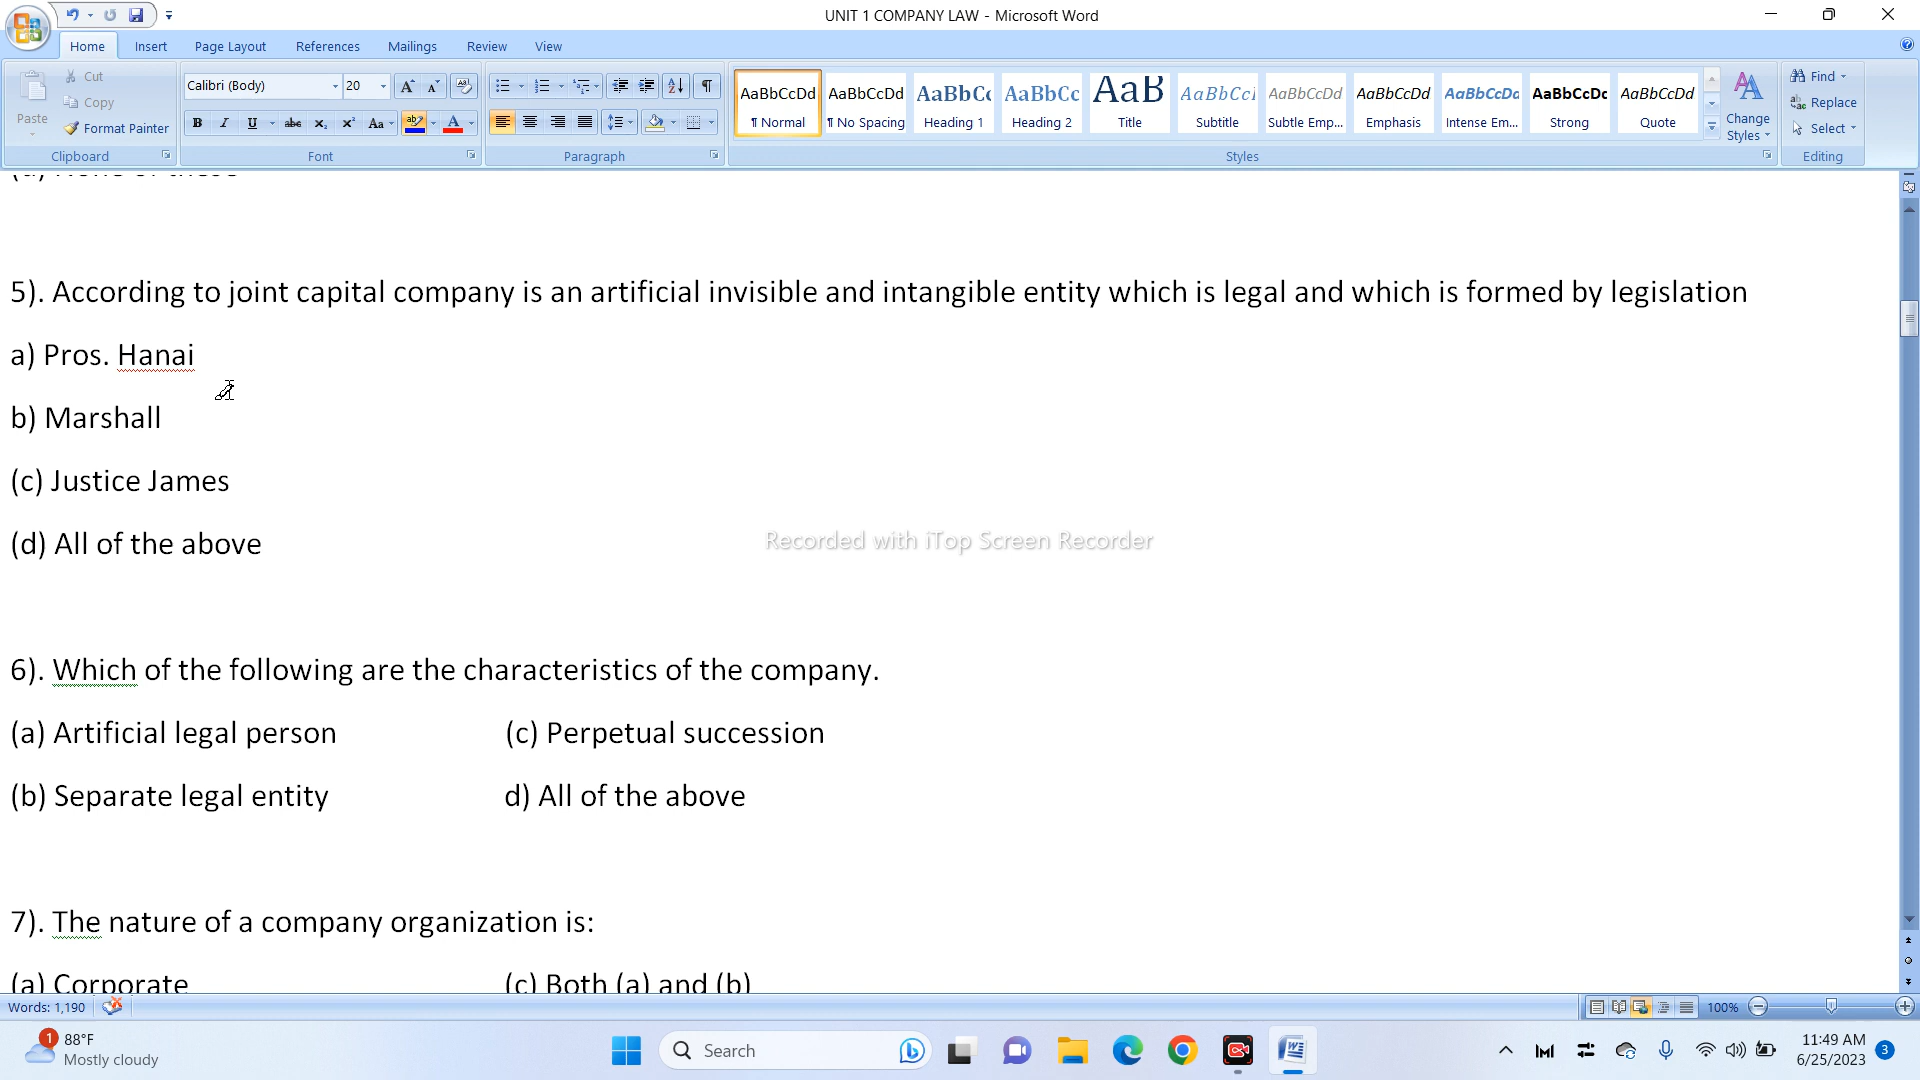 UNIT 1 COMPANY LAW - Microsoft Word
Home Insert Page Layout References Mailings Review View
Paste
Cut
Copy
Format Painter
Clipboard
Calibri (Body) 20
Font
Paragraph
AaBbCcDd AaBbCcDd AaBbCc AaBbCc AaB AaBbCcI AaBbCcDd AaBbCcDd AaBbCcDd AaBbCcDd AaBbCcDd
¶ Normal ¶ No Spacing Heading 1 Heading 2 Title Subtitle Subtle Emp... Emphasis Intense Em... Strong Quote
Change Styles
Styles
Find
Replace
Select
Editing
5). According to joint capital company is an artificial invisible and intangible entity which is legal and which is formed by legislation
a) Pros. Hanai
b) Marshall
(c) Justice James
(d) All of the above
Recorded with iTop Screen Recorder
6). Which of the following are the characteristics of the company.
(a) Artificial legal person (c) Perpetual succession
(b) Separate legal entity d) All of the above
7). The nature of a company organization is:
(a) Corporate (c) Both (a) and (b)
Words: 1,190
100%
1
88°F
Mostly cloudy
Search
11:49 AM
6/25/2023
3